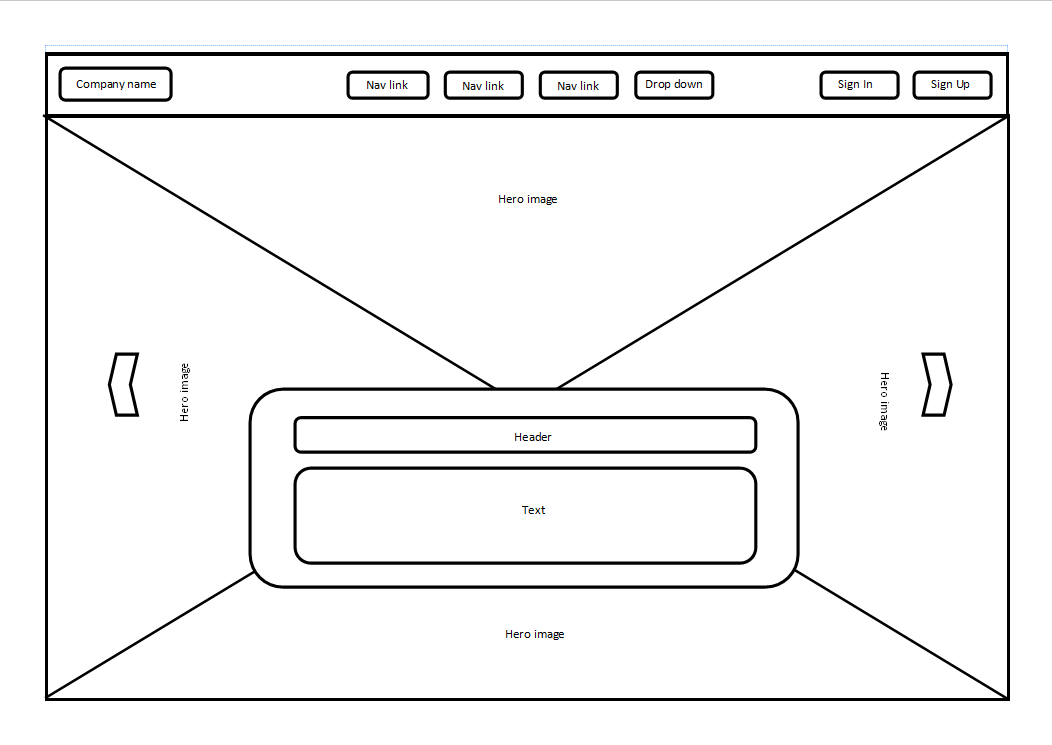 Company name
Nav link
Nav link
Nav link
Drop down
Sign In
Sign Up
Hero image
Hero image
Hero image
Header
Text
Hero image